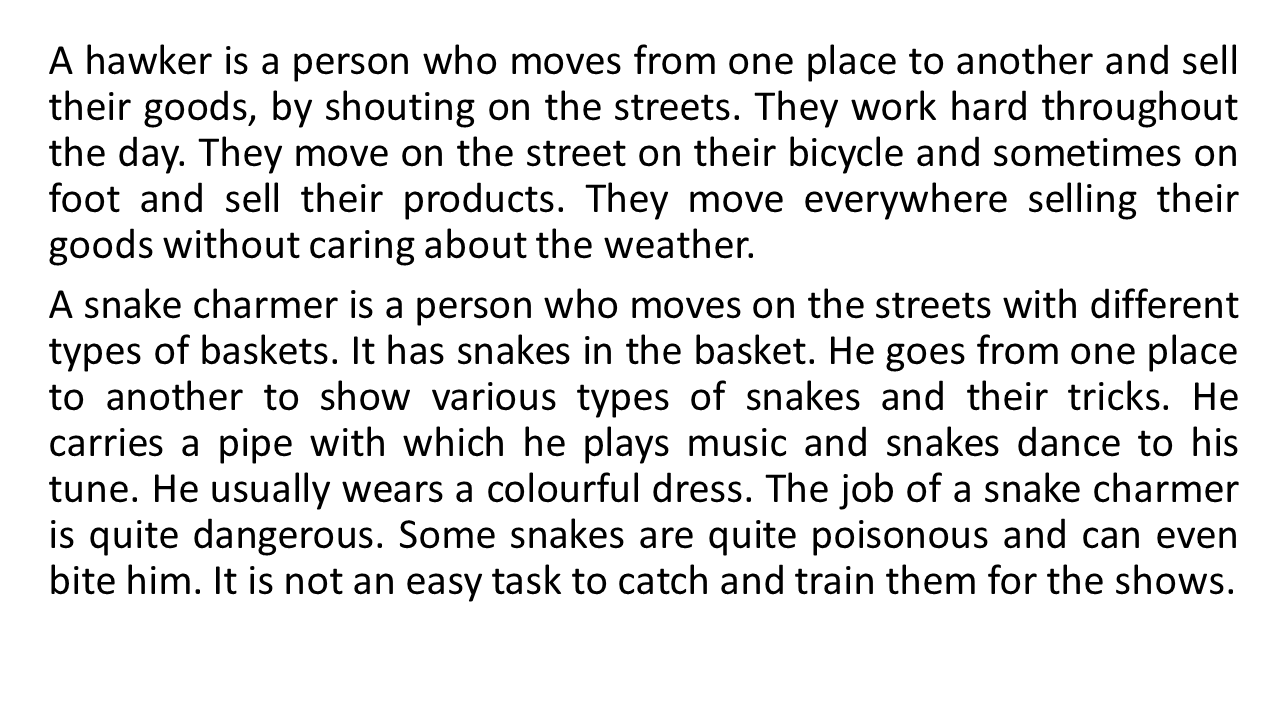 A hawker is a person who moves from one place to another and sell
their goods, by shouting on the streets. They work hard throughout
the day. They move on the street on their bicycle and sometimes on
foot and sell their products. They move everywhere selling their
goods without caring about the weather.
A snake charmer is a person who moves on the streets with different
types of baskets. It has snakes in the basket. He goes from one place
to another to show various types of snakes and their tricks. He
carries a pipe with which he plays music and snakes dance to his
tune. He usually wears a colourful dress. The job of a snake charmer
is quite dangerous. Some snakes are quite poisonous and can even
bite him. It is not an easy task to catch and train them for the shows.